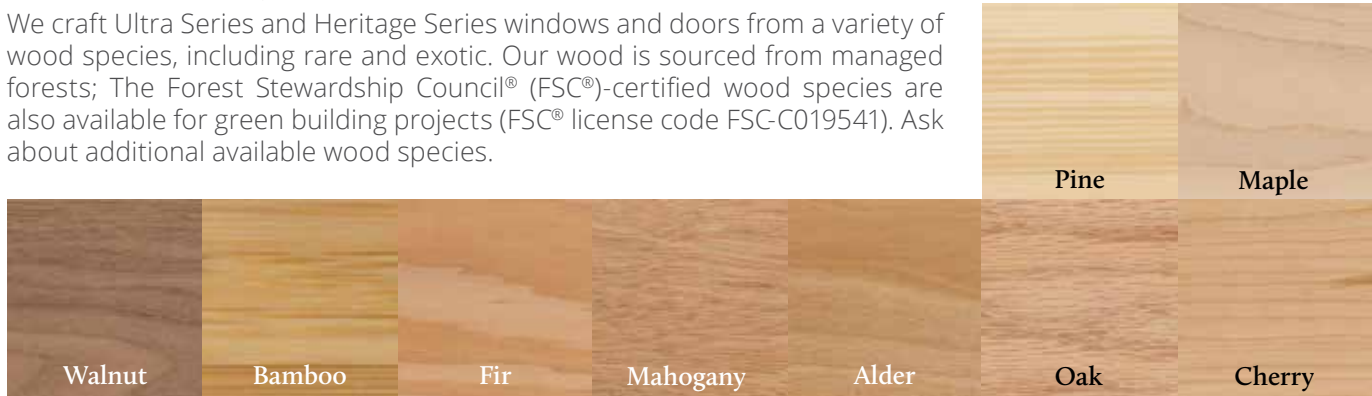 We craft Ultra Series and Heritage Series windows and doors from a variety of
wood species, including rare and exotic. Our wood is sourced from managed
forests; The Forest Stewardship Council® (FSC®)-certified wood species are
also available for green building projects (FSC® license code FSC-C019541). Ask
about additional available wood species.
Pine
Maple
Walnut
Bamboo
Fir
Mahogany
Alder
Oak
Cherry